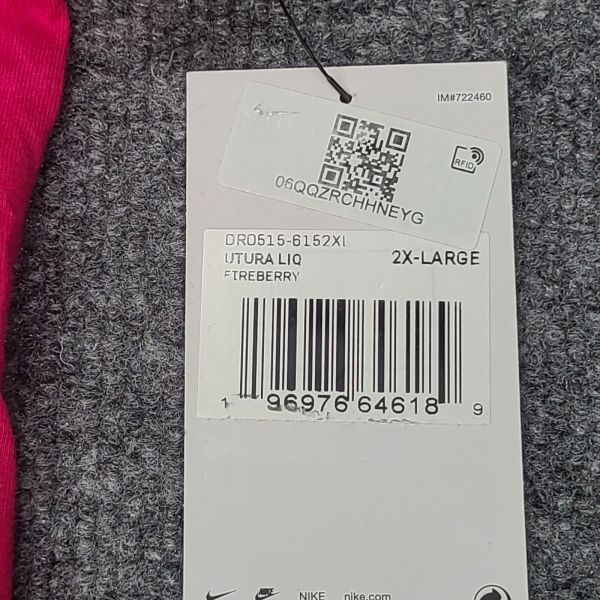 IM#722460
RFID
06QQZRCHHNEYG
DR0515-6152XL
UTURA LIQ 2X-LARGE
FIREBERRY
1 96976 64618 9
NIKE nike.com